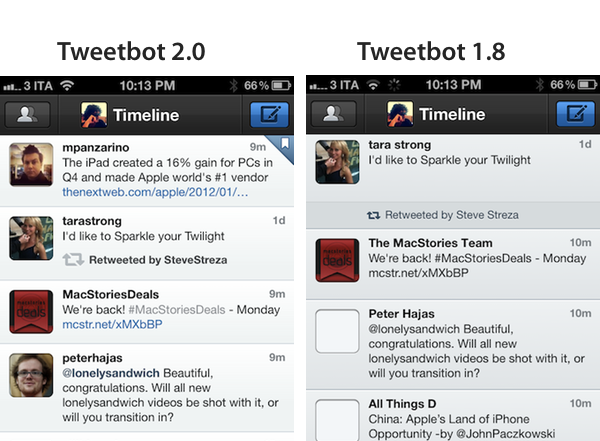 Tweetbot 2.0
3 ITA 10:13 PM 66%
Timeline
mpanzarino 9m
The iPad created a 16% gain for PCs in
Q4 and made Apple world's #1 vendor
thenextweb.com/apple/2012/01/...
tarastrong 1d
I'd like to Sparkle your Twilight
Retweeted by SteveStreza
MacStoriesDeals 9m
We're back! #MacStoriesDeals - Monday
mcstr.net/xMXbBP
peterhajas 9m
@lonelysandwich Beautiful,
congratulations. Will all new
lonelysandwich videos be shot with it, or
will you transition in?
Tweetbot 1.8
... 3 ITA 10:13 PM 66%
Timeline
tara strong 1d
I'd like to Sparkle your Twilight
Retweeted by Steve Streza
The MacStories Team 10m
We're back! #MacStoriesDeals - Monday
mcstr.net/xMXbBP
Peter Hajas 10m
@lonelysandwich Beautiful,
congratulations. Will all new
lonelysandwich videos be shot with it, or
will you transition in?
All Things D 10m
China: Apple's Land of iPhone
Opportunity -by @JohnPaczkowski
deals
deals